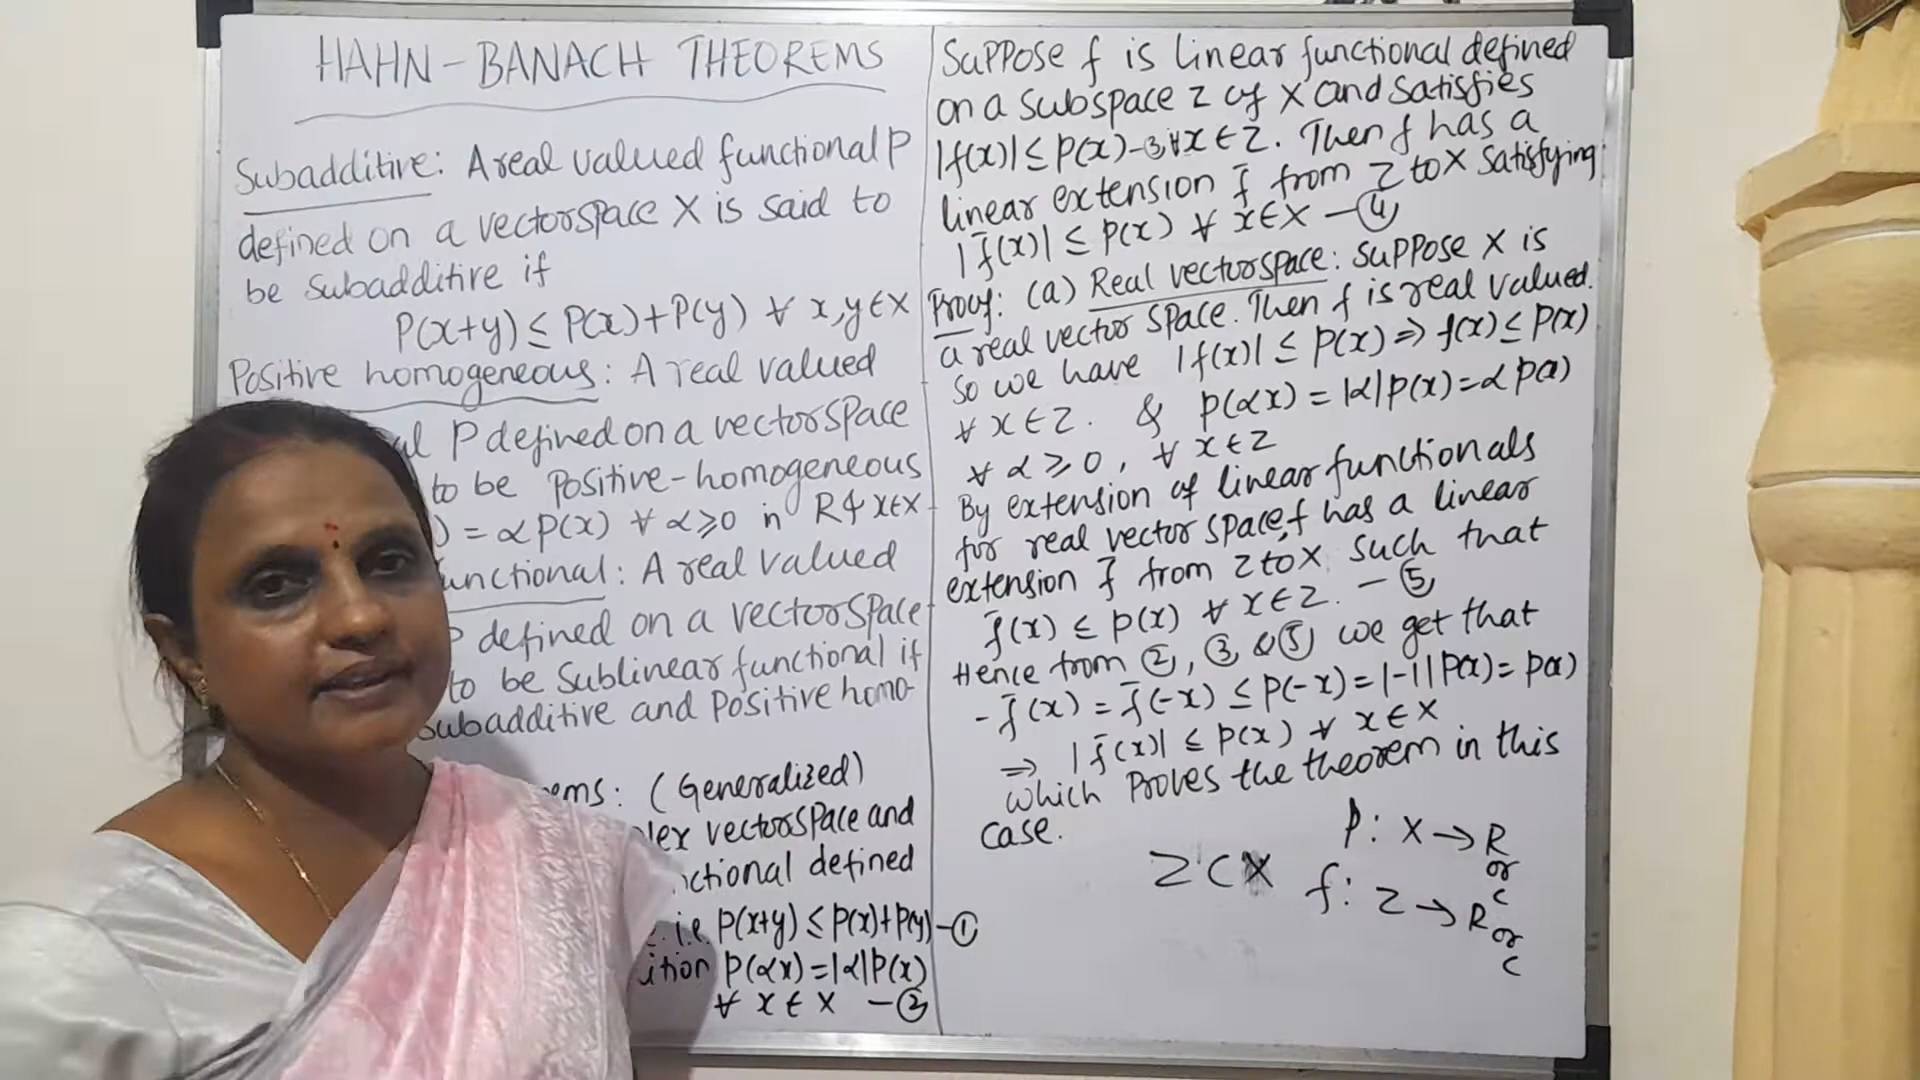 HAHN-BANACH THEOREMS
Subadditive: A real valued functional P
defined on a vectorspace X is said to
be subadditive if
P(x+y) ≤ P(x)+P(y) ∀ x,y∈X
Positive homogeneous: A real valued
P defined on a vectorspace
to be positive-homogeneous
) = αP(x) ∀ α≥0 in R & x∈X
unctional: A real valued
P defined on a vectorspace
to be sublinear functional if
subadditive and Positive homo-
ems: (Generalized)
lex vectorspace and
nctional defined
i.e. P(x+y) ≤ P(x)+P(y) -①
ition P(αx)=|α|P(x)
∀ x ∈ X -②
Suppose f is linear functional defined
on a subspace Z of X and satisfies
|f(x)| ≤ P(x)-③ ∀ x∈Z. Then f has a
linear extension f̄ from Z to X satisfying
|f̄(x)| ≤ P(x) ∀ x∈X -④
Proof: (a) Real vectorspace: Suppose X is
a real vector space. Then f is real valued.
So we have |f(x)| ≤ P(x) ⇒ f(x) ≤ P(x)
∀ x∈Z. & P(αx) = |α|P(x)=αP(x)
∀ α≥0, ∀ x∈Z
By extension of linear functionals
for real vector space, f has a linear
extension f̄ from Z to X such that
f̄(x) ≤ P(x) ∀ x∈Z. -⑤
Hence from ②, ③ & ⑤ we get that
-f̄(x) = f̄(-x) ≤ P(-x) = |-1|P(x) = P(x)
⇒ |f̄(x)| ≤ P(x) ∀ x∈X
which proves the theorem in this
case.
P: X → R
or
C
Z⊂X
f: Z → R
or
C